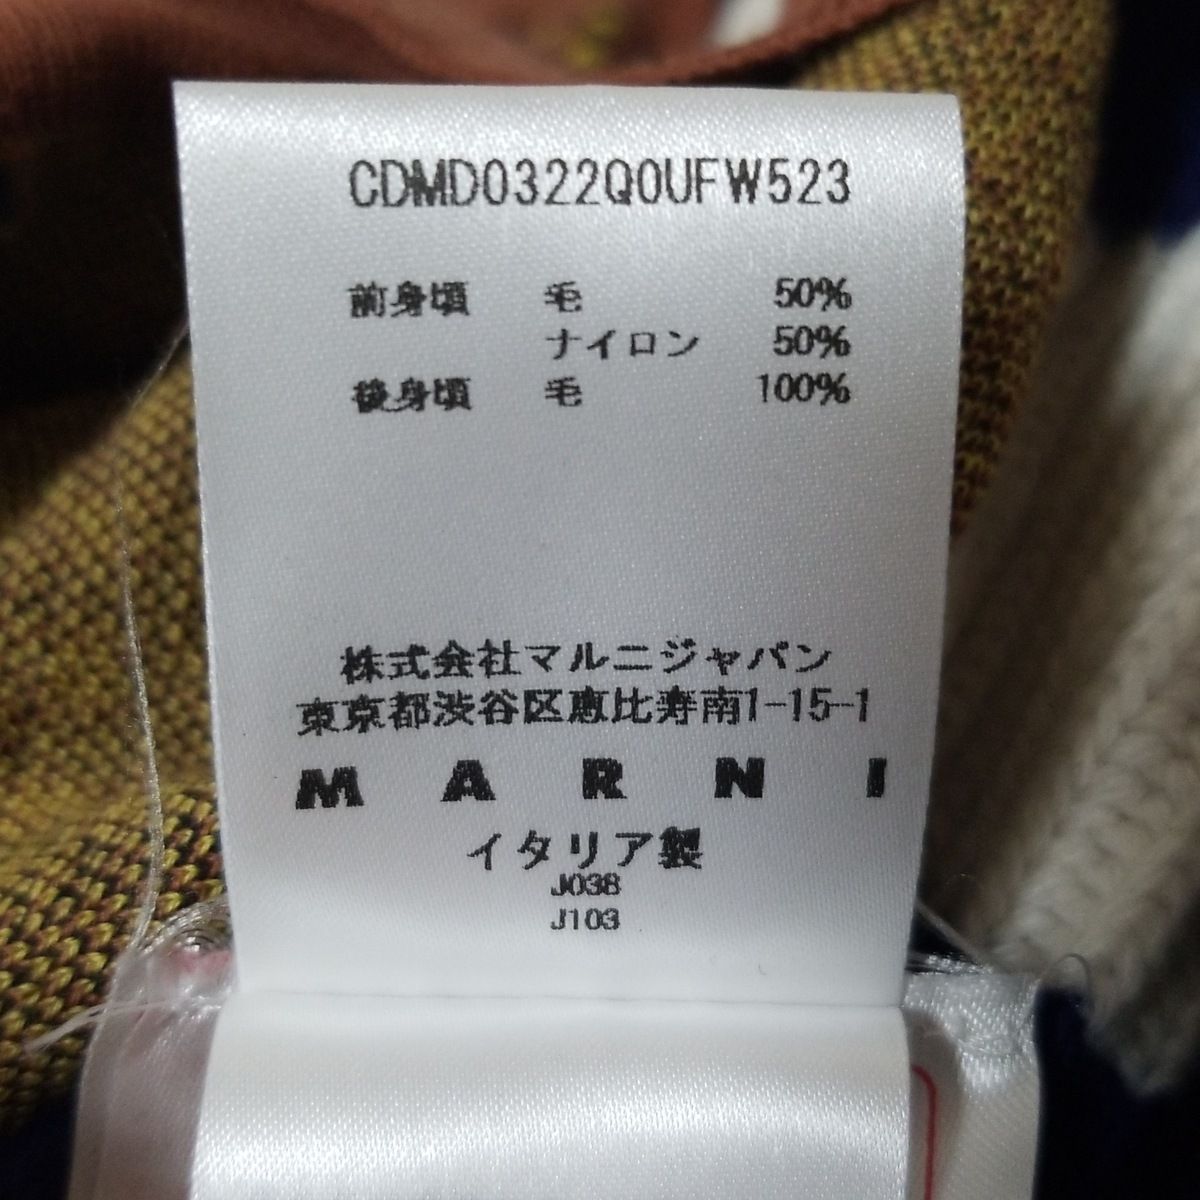 CDMD0322Q0UFW523
前身頃 毛 50%
ナイロン 50%
後身頃 毛 100%
株式会社マルニジャパン
東京都渋谷区恵比寿南1-15-1
MARNI
イタリア製
J038
J103